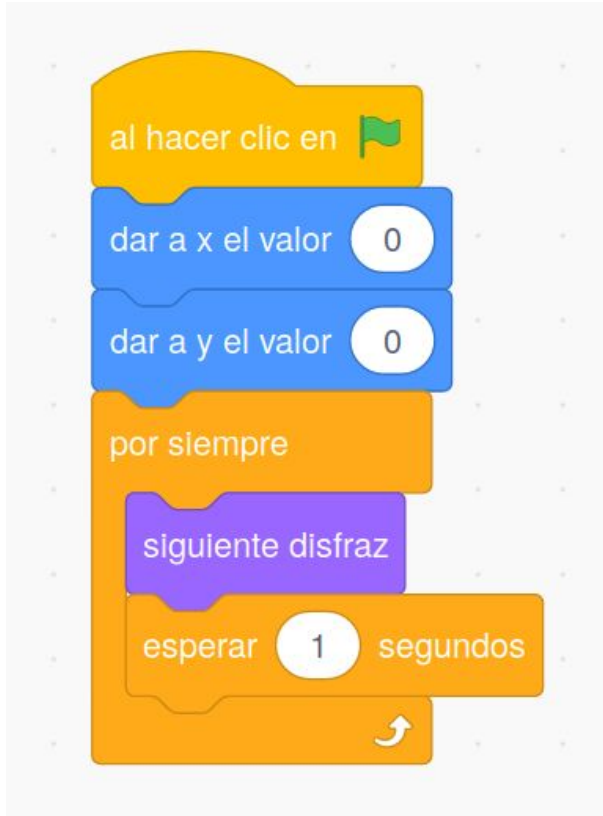 al hacer clic en
dar a x el valor 0
dar a y el valor 0
por siempre
siguiente disfraz
esperar 1 segundos